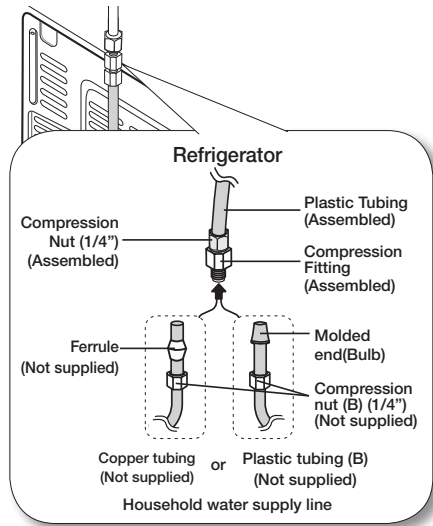 Refrigerator
Plastic Tubing
(Assembled)
Compression
Nut (1/4”)
(Assembled)
Compression
Fitting
(Assembled)
Ferrule
(Not supplied)
Molded
end(Bulb)
Compression
nut (B) (1/4”)
(Not supplied)
Copper tubing
(Not supplied)
or
Plastic tubing (B)
(Not supplied)
Household water supply line